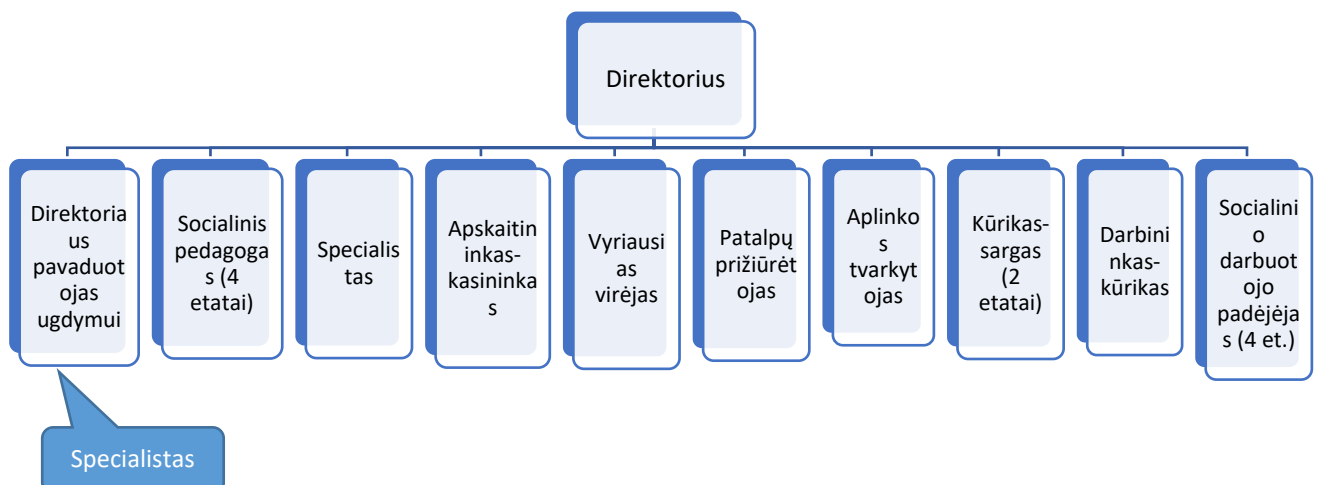 Direktorius
Direktoria
us
pavaduot
ojas
ugdymui
Socialinis
pedagoga
s (4
etatai)
Specialis
tas
Apskaitin
inkas-
kasininka
s
Vyriausi
as
virėjas
Patalpų
prižiūrėt
ojas
Aplinko
s
tvarkyt
ojas
Kūrikas-
sargas
(2
etatai)
Darbini
nkas-
kūrikas
Socialini
o
darbuot
ojo
padėjėja
s (4 et.)
Specialistas